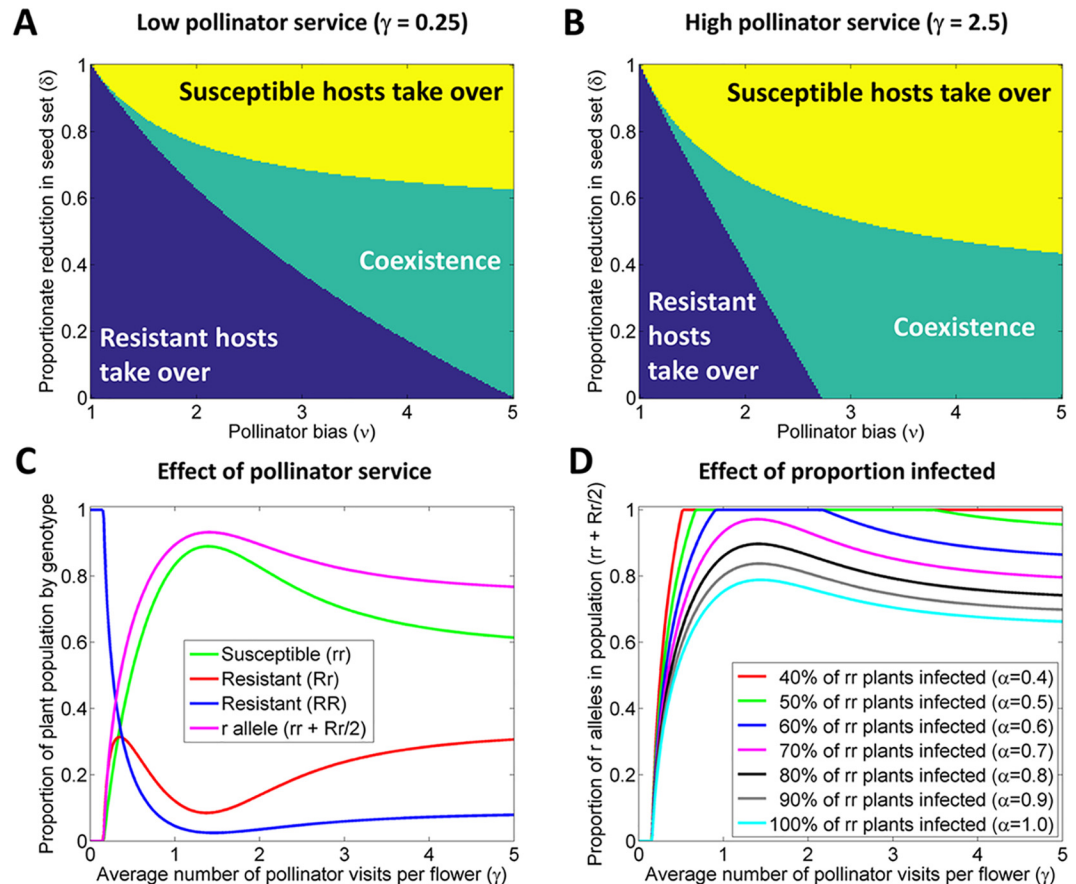 A
Low pollinator service (γ = 0.25)
Proportionate reduction in seed set (δ)
1
0.8
0.6
0.4
0.2
0
Susceptible hosts take over
Coexistence
Resistant hosts
take over
1 2 3 4 5
Pollinator bias (ν)
B
High pollinator service (γ = 2.5)
Proportionate reduction in seed set (δ)
1
0.8
0.6
0.4
0.2
0
Susceptible hosts take over
Resistant
hosts
take over
Coexistence
1 2 3 4 5
Pollinator bias (ν)
C
Effect of pollinator service
Proportion of plant population by genotype
1
0.8
0.6
0.4
0.2
0
Susceptible (rr)
Resistant (Rr)
Resistant (RR)
r allele (rr + Rr/2)
0 1 2 3 4 5
Average number of pollinator visits per flower (γ)
D
Effect of proportion infected
Proportion of r alleles in population (rr + Rr/2)
1
0.8
0.6
0.4
0.2
0
40% of rr plants infected (α=0.4)
50% of rr plants infected (α=0.5)
60% of rr plants infected (α=0.6)
70% of rr plants infected (α=0.7)
80% of rr plants infected (α=0.8)
90% of rr plants infected (α=0.9)
100% of rr plants infected (α=1.0)
0 1 2 3 4 5
Average number of pollinator visits per flower (γ)